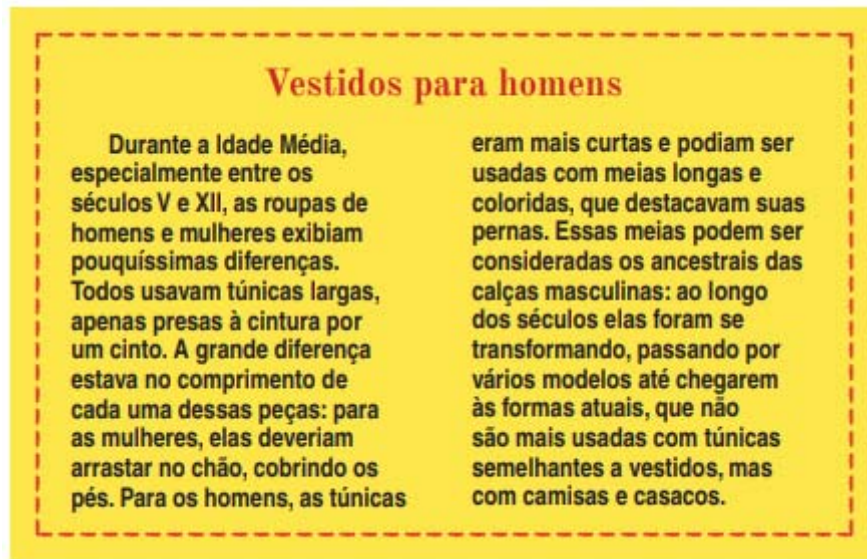 Vestidos para homens
Durante a Idade Média,
especialmente entre os
séculos V e XII, as roupas de
homens e mulheres exibiam
pouquíssimas diferenças.
Todos usavam túnicas largas,
apenas presas à cintura por
um cinto. A grande diferença
estava no comprimento de
cada uma dessas peças: para
as mulheres, elas deveriam
arrastar no chão, cobrindo os
pés. Para os homens, as túnicas
eram mais curtas e podiam ser
usadas com meias longas e
coloridas, que destacavam suas
pernas. Essas meias podem ser
consideradas os ancestrais das
calças masculinas: ao longo
dos séculos elas foram se
transformando, passando por
vários modelos até chegarem
às formas atuais, que não
são mais usadas com túnicas
semelhantes a vestidos, mas
com camisas e casacos.